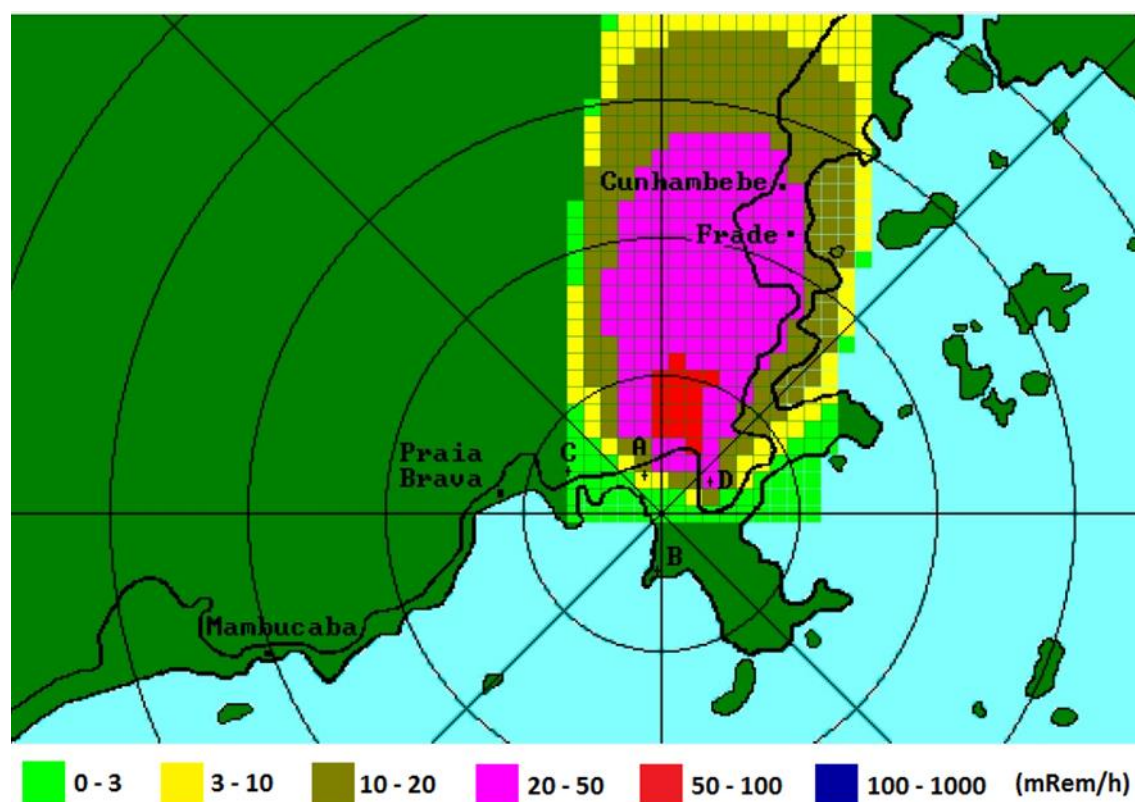 Cunhambebe
Frade
Praia
Brava
C
A
D
B
Mambucaba
0 - 3
3 - 10
10 - 20
20 - 50
50 - 100
100 - 1000
(mRem/h)